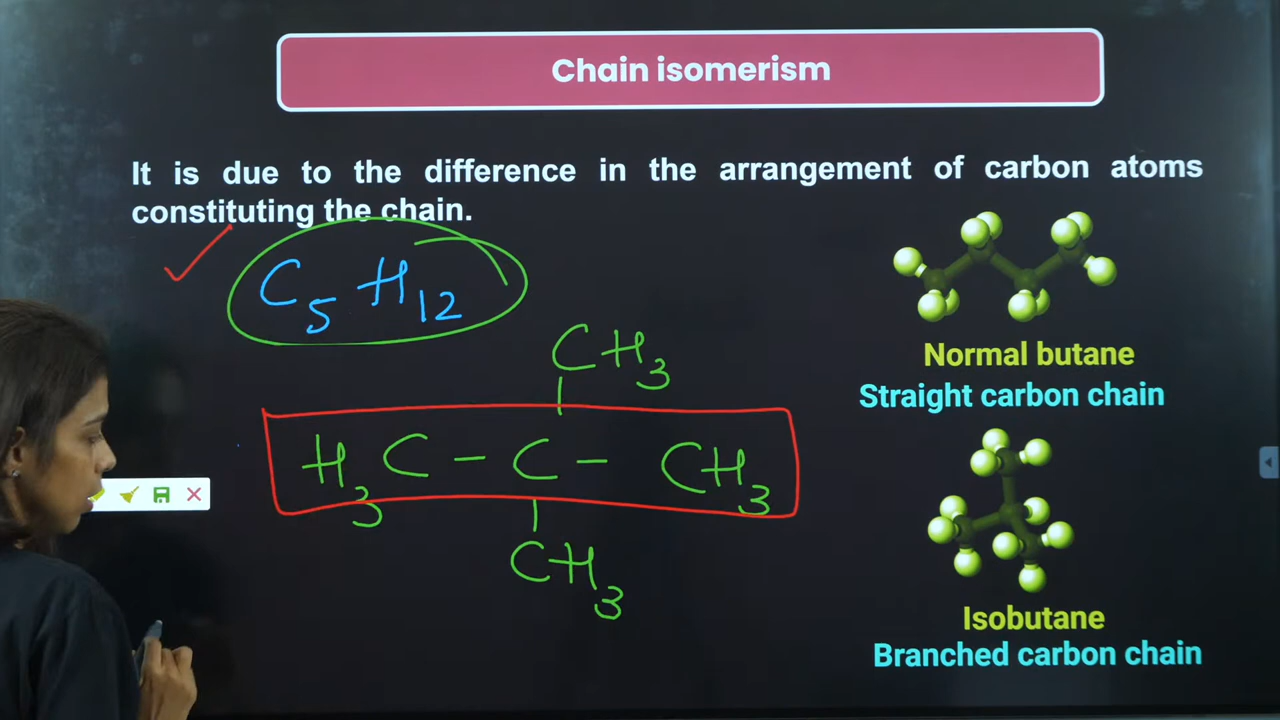 Chain isomerism
It is due to the difference in the arrangement of carbon atoms
constituting the chain.
C5H12
CH3
H3C - C - CH3
CH3
Normal butane
Straight carbon chain
Isobutane
Branched carbon chain